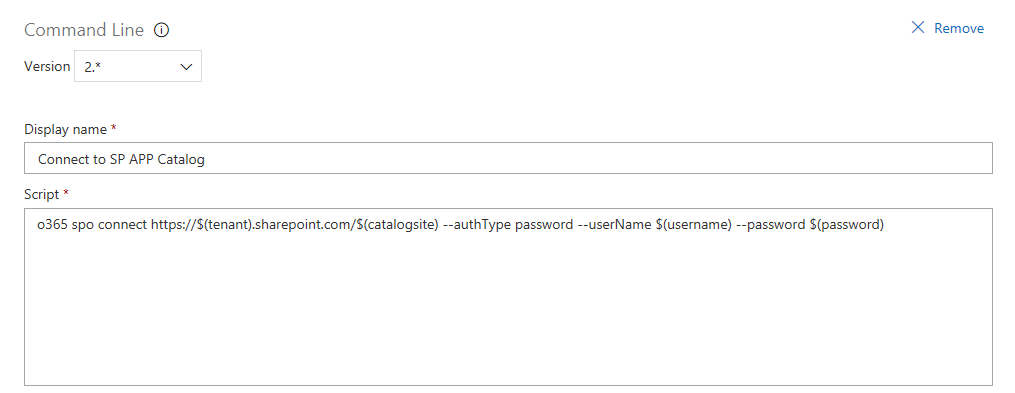 Command Line
Remove
Version 2.*
Display name *
Connect to SP APP Catalog
Script *
o365 spo connect https://$(tenant).sharepoint.com/$(catalogsite) --authType password --userName $(username) --password $(password)